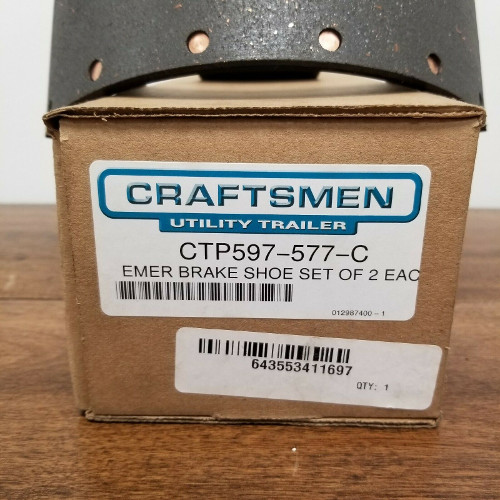 CRAFTSMEN
UTILITY TRAILER
CTP597-577-C
EMER BRAKE SHOE SET OF 2 EAC
012987400-1
643553411697
QTY: 1